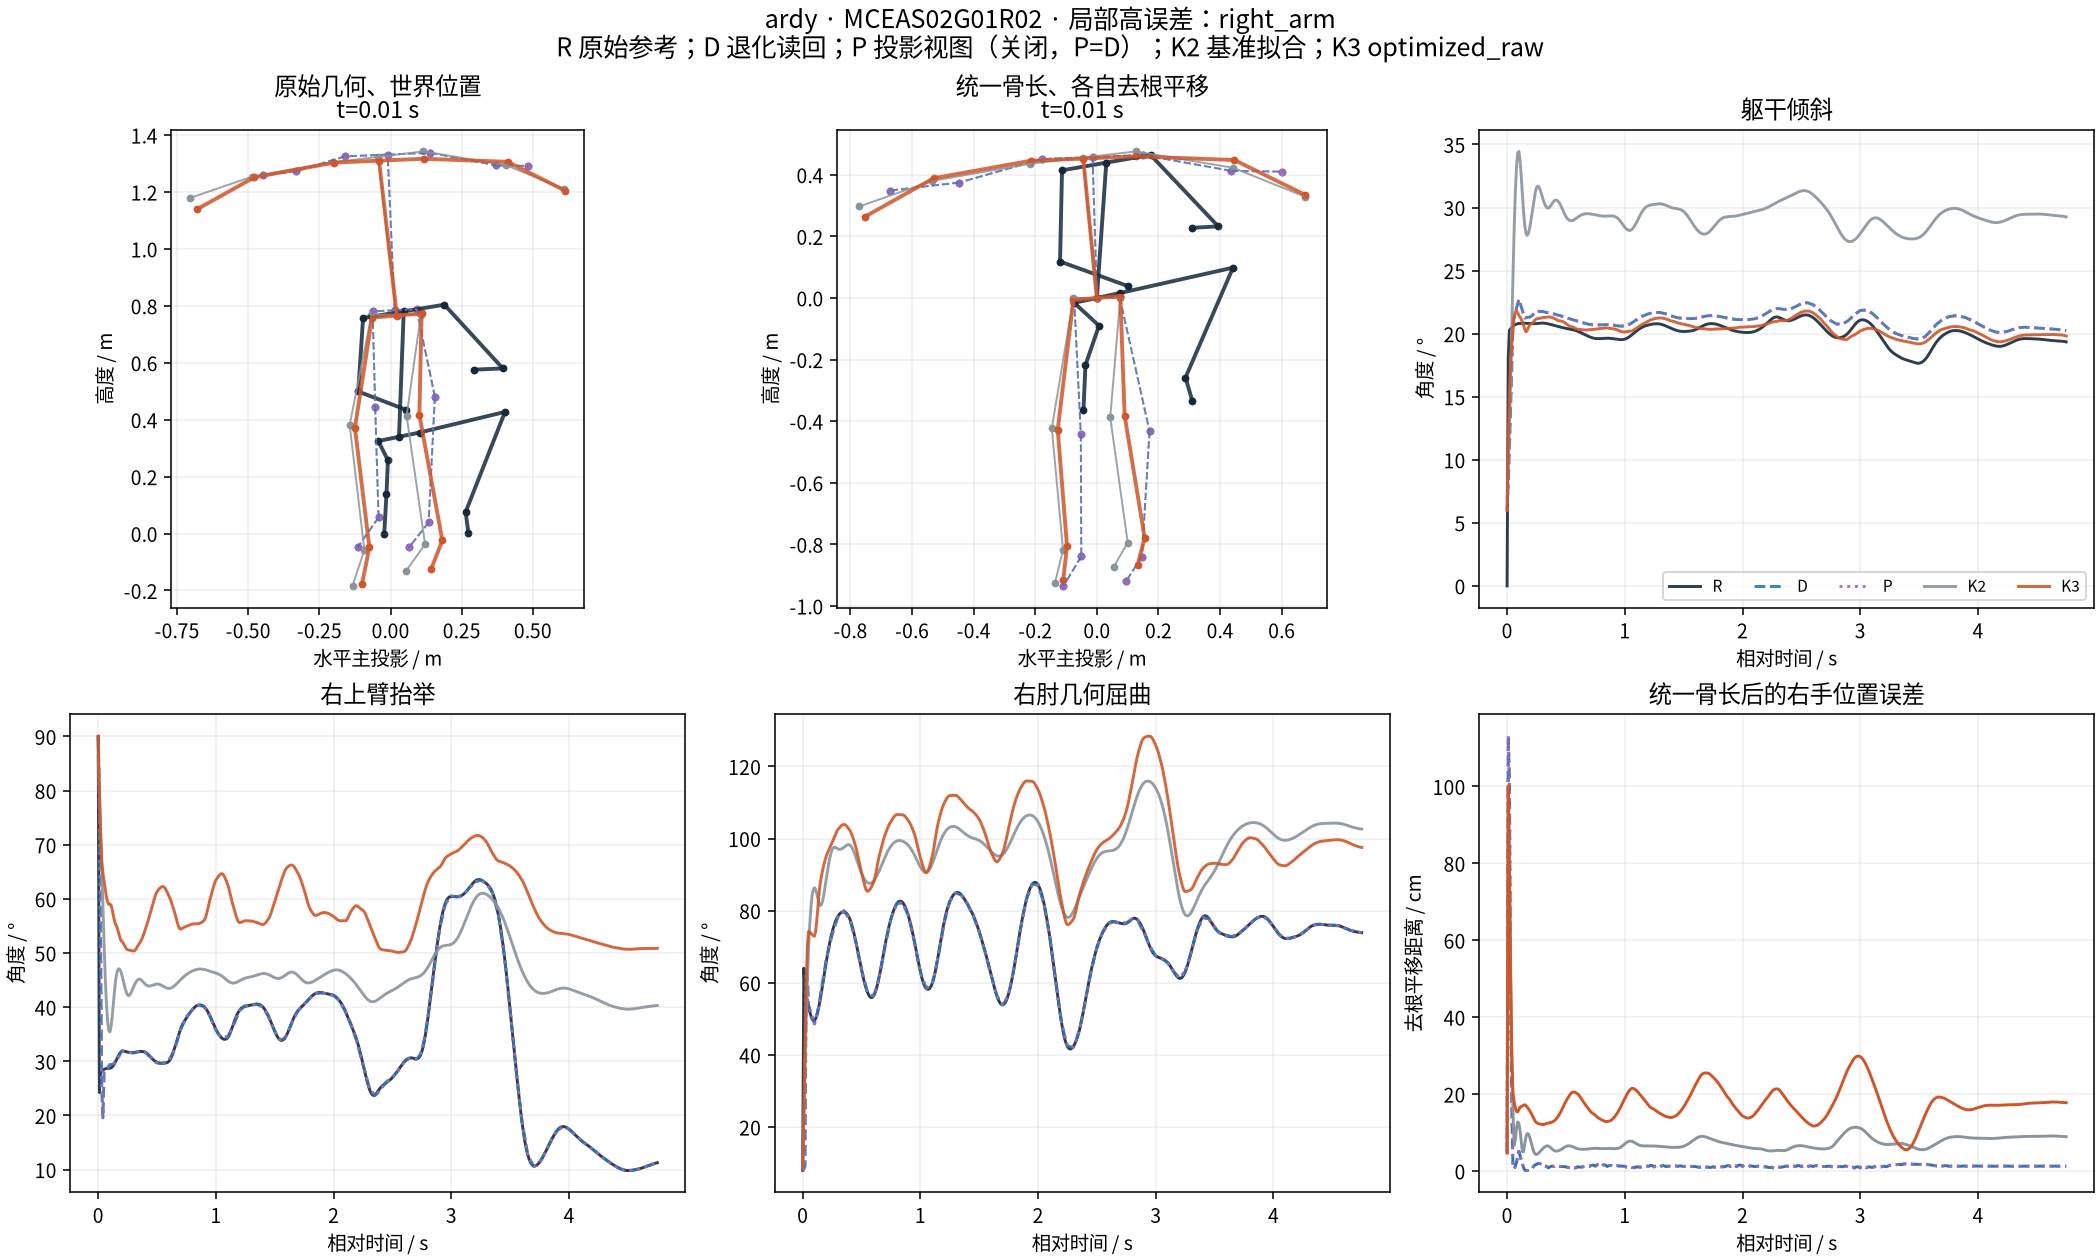 ardy · MCEAS02G01R02 · 局部高误差：right_arm
R 原始参考；D 退化读回；P 投影视图（关闭，P=D）；K2 基准拟合；K3 optimized_raw
原始几何、世界位置
t=0.01 s
1.4
1.2
1.0
0.8
0.6
0.4
0.2
0.0
-0.2
高度 / m
-0.75 -0.50 -0.25 0.00 0.25 0.50
水平主投影 / m
统一骨长、各自去根平移
t=0.01 s
0.4
0.2
0.0
-0.2
-0.4
-0.6
-0.8
-1.0
高度 / m
-0.8 -0.6 -0.4 -0.2 0.0 0.2 0.4 0.6
水平主投影 / m
躯干倾斜
35
30
25
20
15
10
5
0
角度 / °
R D P K2 K3
0 1 2 3 4
相对时间 / s
右上臂抬举
90
80
70
60
50
40
30
20
10
角度 / °
0 1 2 3 4
相对时间 / s
右肘几何屈曲
120
100
80
60
40
20
角度 / °
0 1 2 3 4
相对时间 / s
统一骨长后的右手位置误差
100
80
60
40
20
0
去根平移距离 / cm
0 1 2 3 4
相对时间 / s